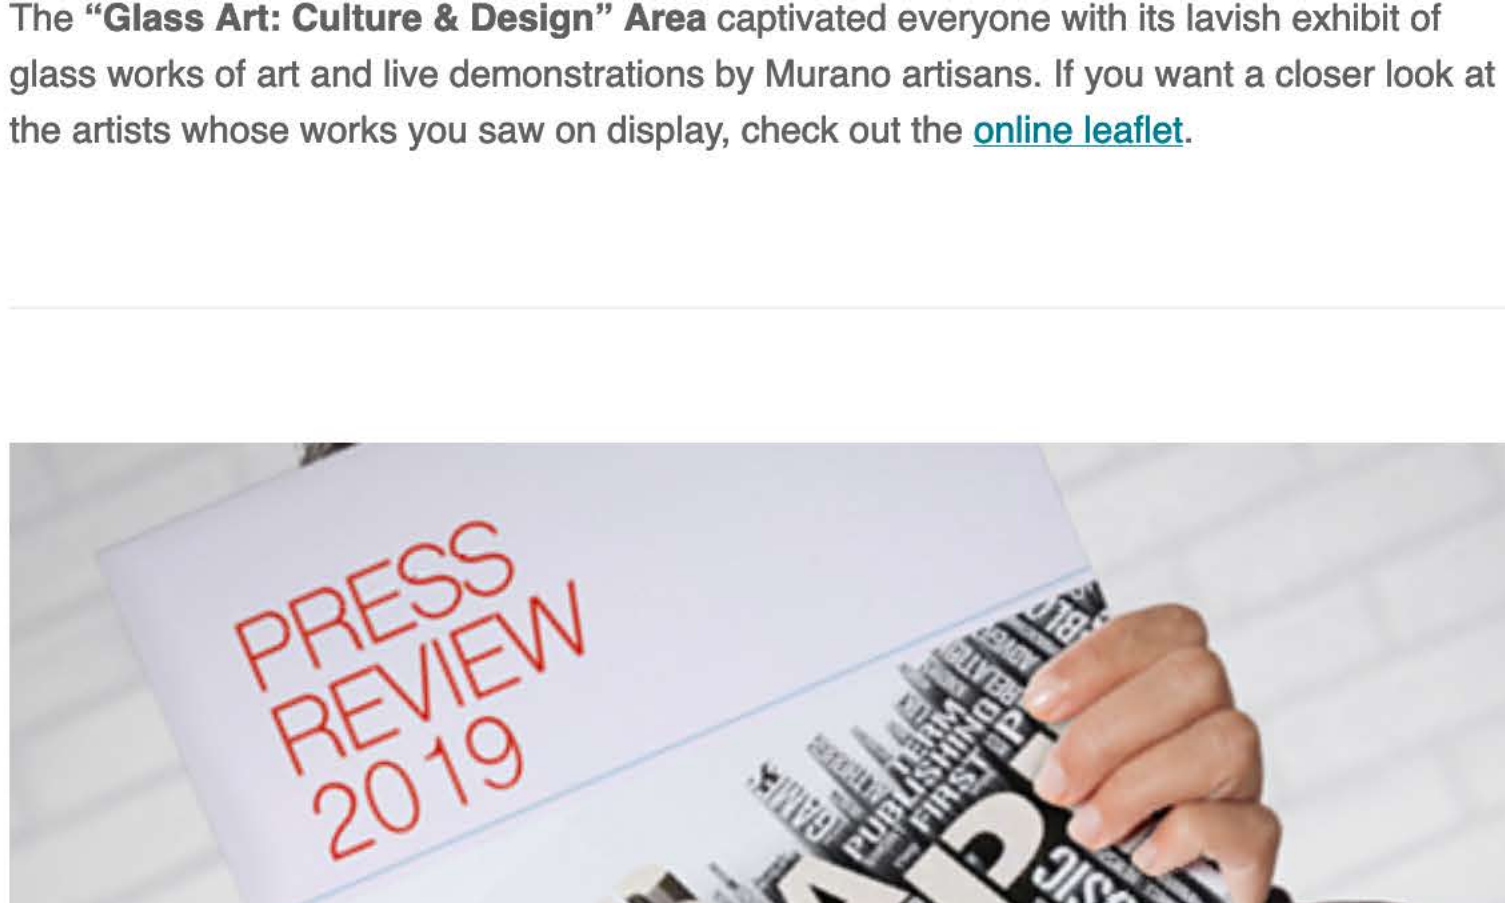 The “Glass Art: Culture & Design” Area captivated everyone with its lavish exhibit of
glass works of art and live demonstrations by Murano artisans. If you want a closer look at
the artists whose works you saw on display, check out the online leaflet.
PRESS
REVIEW
2019
PUBLISHING
FIRST